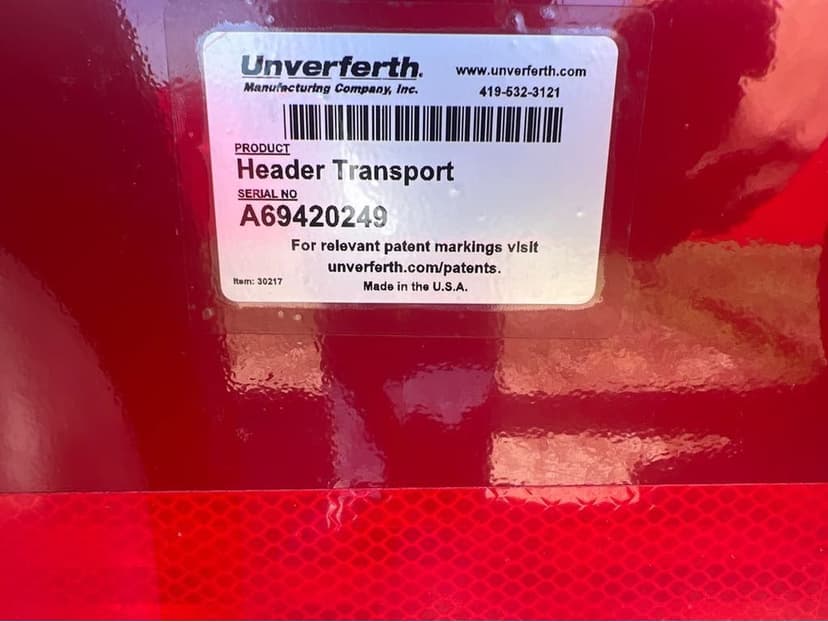 Unverferth. www.unverferth.com
Manufacturing Company, Inc. 419-532-3121
PRODUCT
Header Transport
SERIAL NO
A69420249
For relevant patent markings visit
unverferth.com/patents.
Item: 30217 Made in the U.S.A.